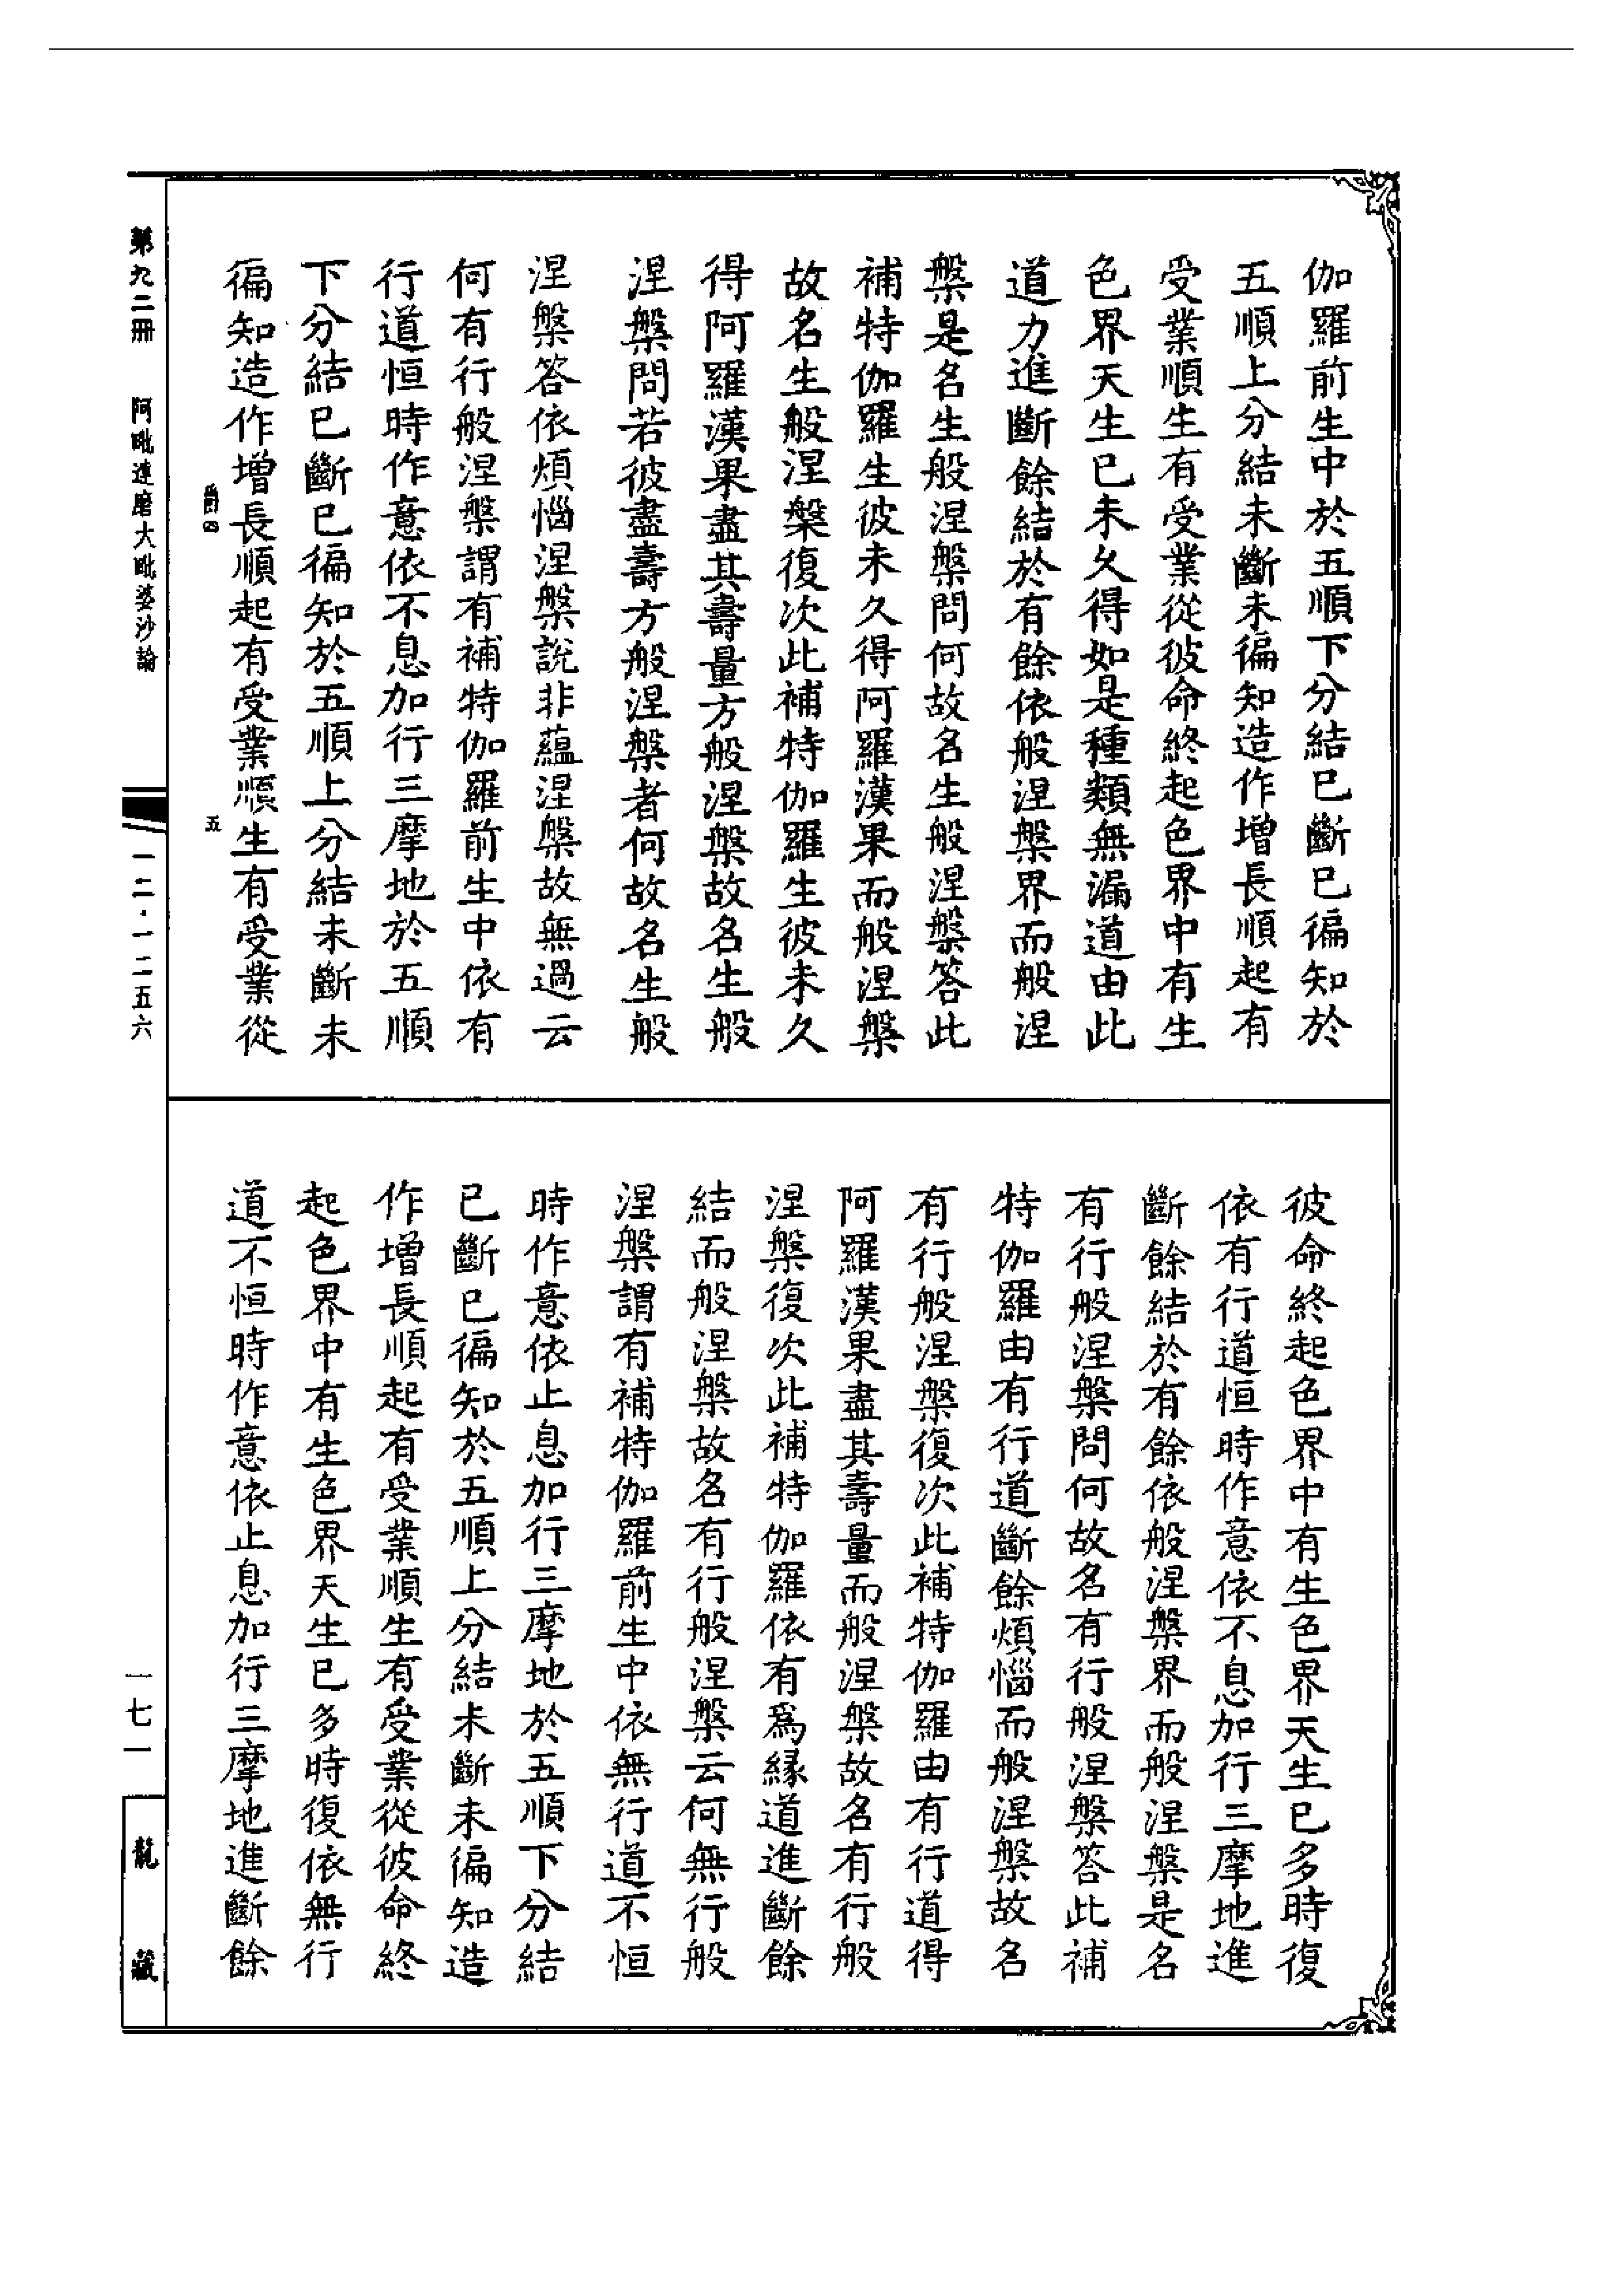 伽羅前生中於五順下分結已斷已徧知於
五順上分結未斷未徧知造作增長順起有
受業順生有受業從彼命終起色界中有生
色界天生已未久得如是種類無漏道由此
道力進斷餘結於有餘依般涅槃界而般涅
槃是名生般涅槃問何故名生般涅槃答此
補特伽羅生彼未久得阿羅漢果而般涅槃
故名生般涅槃復次此補特伽羅生彼未久
得阿羅漢果盡其壽量方般涅槃故名生般
涅槃問若彼盡壽方般涅槃者何故名生般
涅槃答依煩惱涅槃說非蘊涅槃故無過云
何有行般涅槃謂有補特伽羅前生中依有
行道恒時作意依不息加行三摩地於五順
下分結已斷已徧知於五順上分結未斷未
徧知造作增長順起有受業順生有受業從
爵四 五
彼命終起色界中有生色界天生已多時復
依有行道恒時作意依不息加行三摩地進
斷餘結於有餘依般涅槃界而般涅槃是名
有行般涅槃問何故名有行般涅槃答此補
特伽羅由有行道斷餘煩惱而般涅槃故名
有行般涅槃復次此補特伽羅由有行道得
阿羅漢果盡其壽量而般涅槃故名有行般
涅槃復次此補特伽羅依有爲緣道進斷餘
結而般涅槃故名有行般涅槃云何無行般
涅槃謂有補特伽羅前生中依無行道不恒
時作意依止息加行三摩地於五順下分結
已斷已徧知於五順上分結未斷未徧知造
作增長順起有受業順生有受業從彼命終
起色界中有生色界天生已多時復依無行
道不恒時作意依止息加行三摩地進斷餘
第九二冊 阿毗達磨大毗婆沙論
一二·一二五六
一七一
龍藏